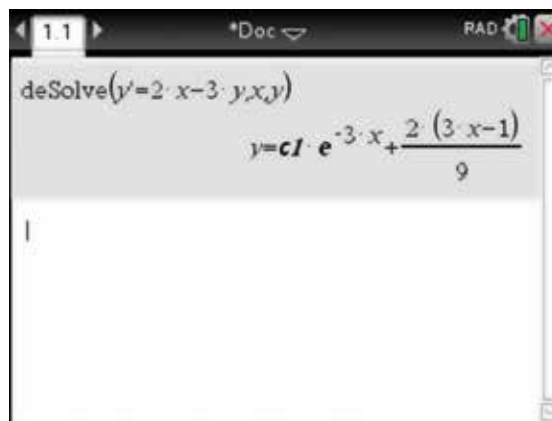 1.1 *Doc RAD
deSolve(y'=2·x-3·y,x,y)
y=c1·e^-3·x+2·(3·x-1)/9